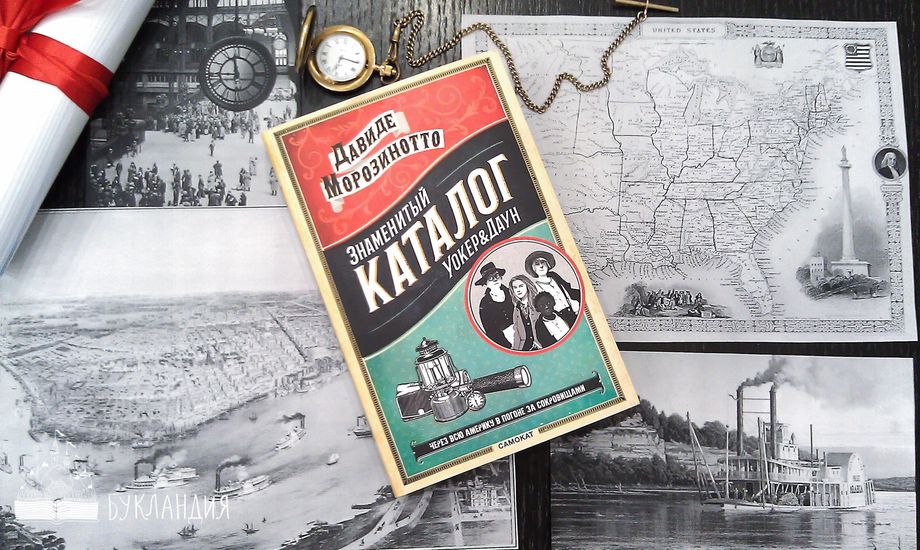 UNITED STATES
ДАВИДЕ
МОРОЗИНОТТО
ЗНАМЕНИТЫЙ
КАТАЛОГ
УОКЕР&ДАУН
ЧЕРЕЗ ВСЮ АМЕРИКУ В ПОГОНЕ ЗА СОКРОВИЩАМИ
САМОКАТ
БУКЛАНДИЯ